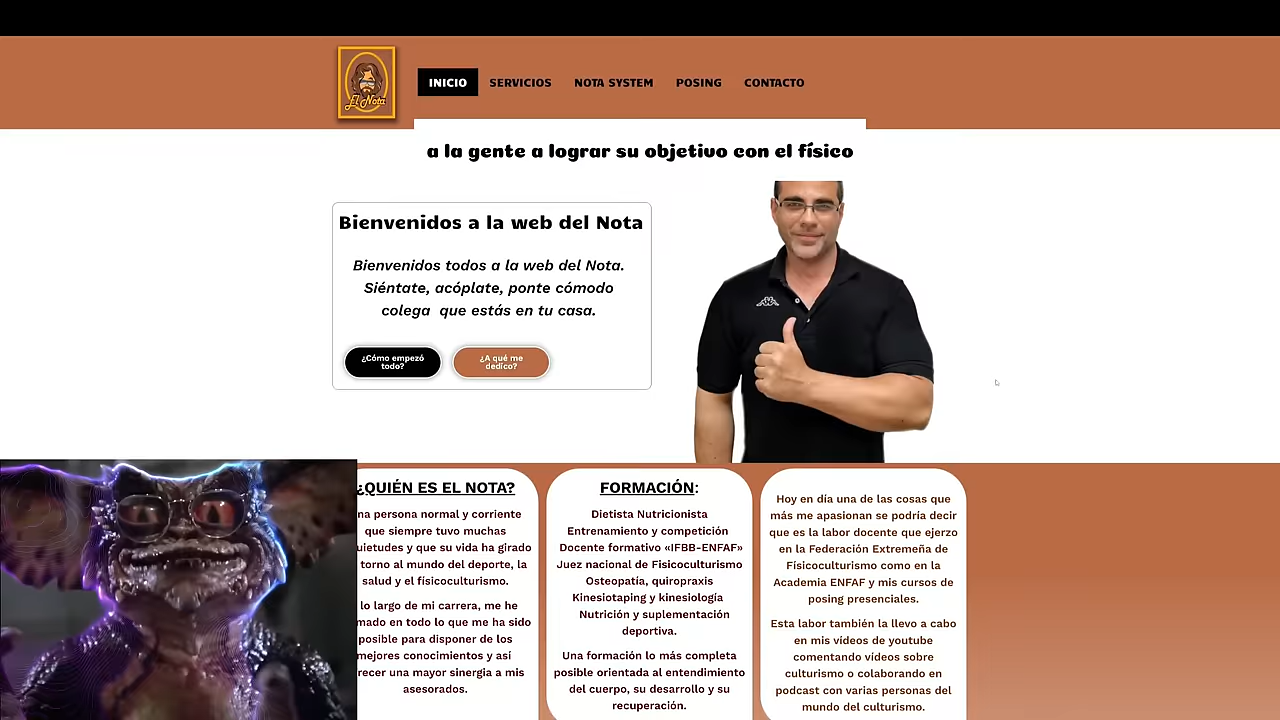 El Nota
INICIO SERVICIOS NOTA SYSTEM POSING CONTACTO
a la gente a lograr su objetivo con el físico
Bienvenidos a la web del Nota
Bienvenidos todos a la web del Nota.
Siéntate, acóplate, ponte cómodo
colega que estás en tu casa.
¿Cómo empezó
todo?
¿A qué me
dedico?
¿QUIÉN ES EL NOTA?
na persona normal y corriente
que siempre tuvo muchas
uietudes y que su vida ha girado
torno al mundo del deporte, la
salud y el físicoculturismo.
lo largo de mi carrera, me he
mado en todo lo que me ha sido
posible para disponer de los
mejores conocimientos y así
recer una mayor sinergia a mis
asesorados.
FORMACIÓN:
Dietista Nutricionista
Entrenamiento y competición
Docente formativo «IFBB-ENFAF»
Juez nacional de Fisicoculturismo
Osteopatía, quiropraxis
Kinesiotaping y kinesiología
Nutrición y suplementación
deportiva.
Una formación lo más completa
posible orientada al entendimiento
del cuerpo, su desarrollo y su
recuperación.
Hoy en día una de las cosas que
más me apasionan se podría decir
que es la labor docente que ejerzo
en la Federación Extremeña de
Físicoculturismo como en la
Academia ENFAF y mis cursos de
posing presenciales.
Esta labor también la llevo a cabo
en mis vídeos de youtube
comentando vídeos sobre
culturismo o colaborando en
podcast con varias personas del
mundo del culturismo.